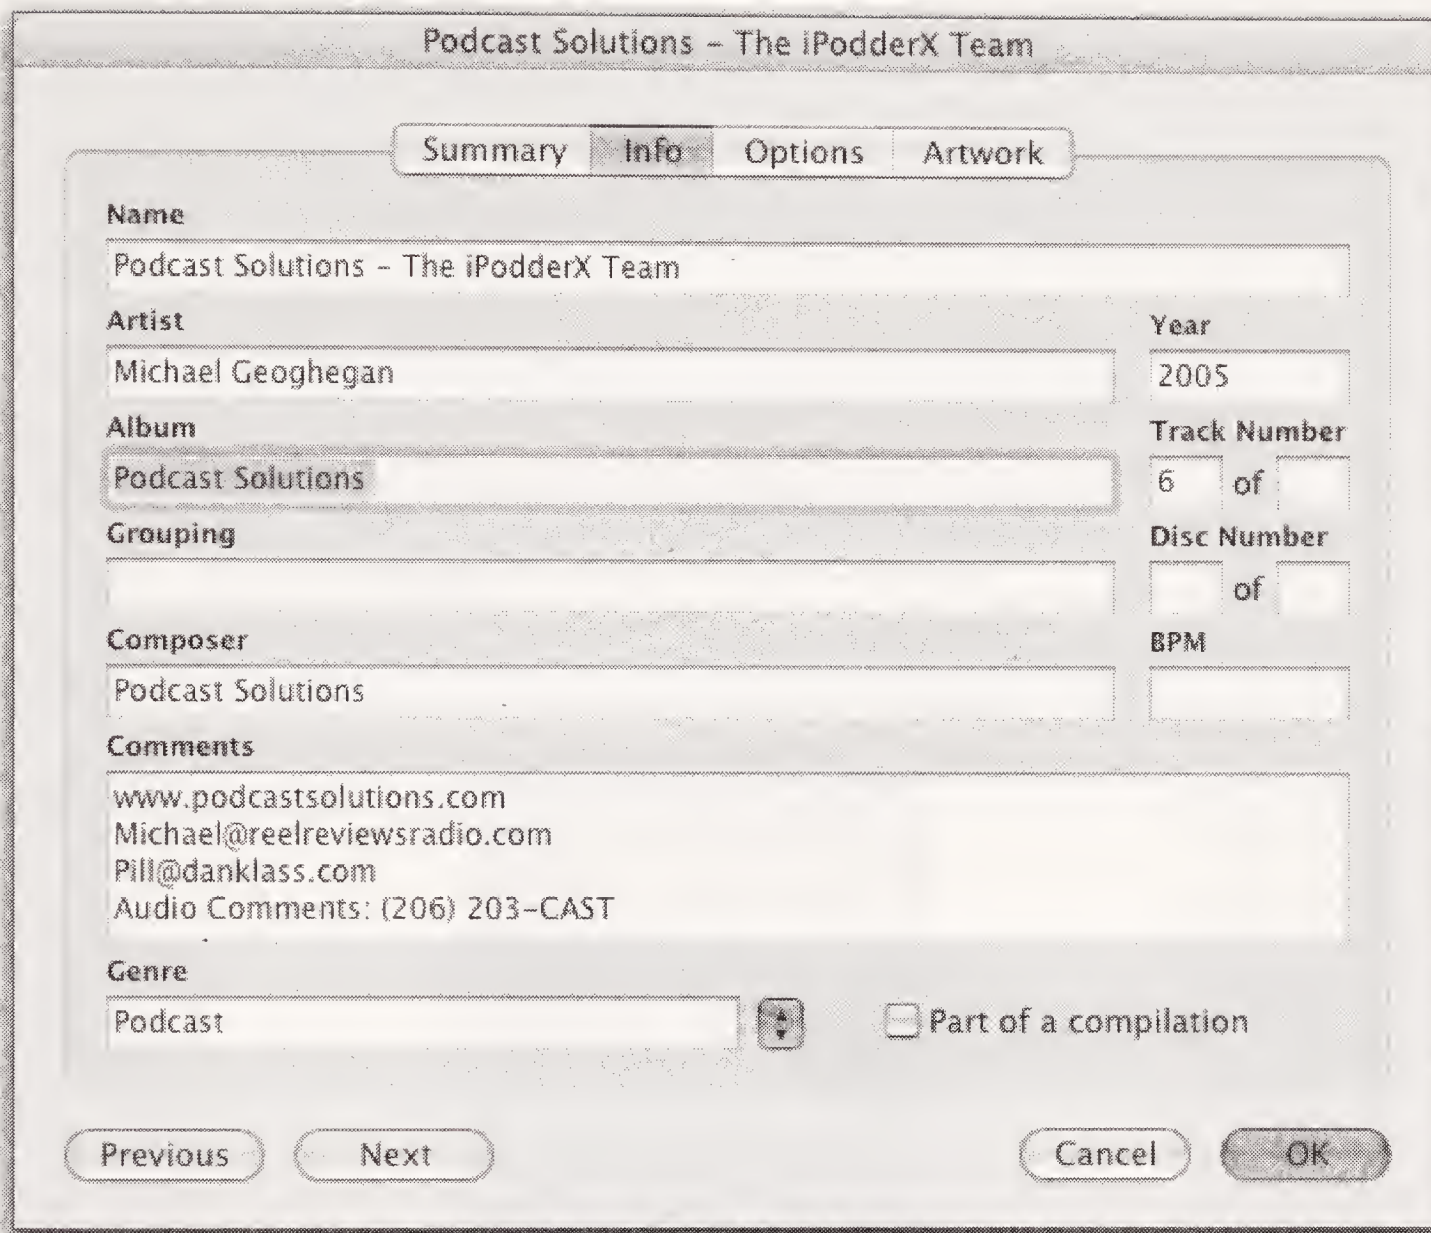 Podcast Solutions – The iPodderX Team
Summary Info Options Artwork
Name
Podcast Solutions – The iPodderX Team
Artist Year
Michael Geoghegan 2005
Album Track Number
Podcast Solutions 6 of
Grouping Disc Number
of
Composer BPM
Podcast Solutions
Comments
www.podcastsolutions.com
Michael@reelreviewsradio.com
Pill@danklass.com
Audio Comments: (206) 203–CAST
Genre
Podcast Part of a compilation
Previous Next Cancel OK